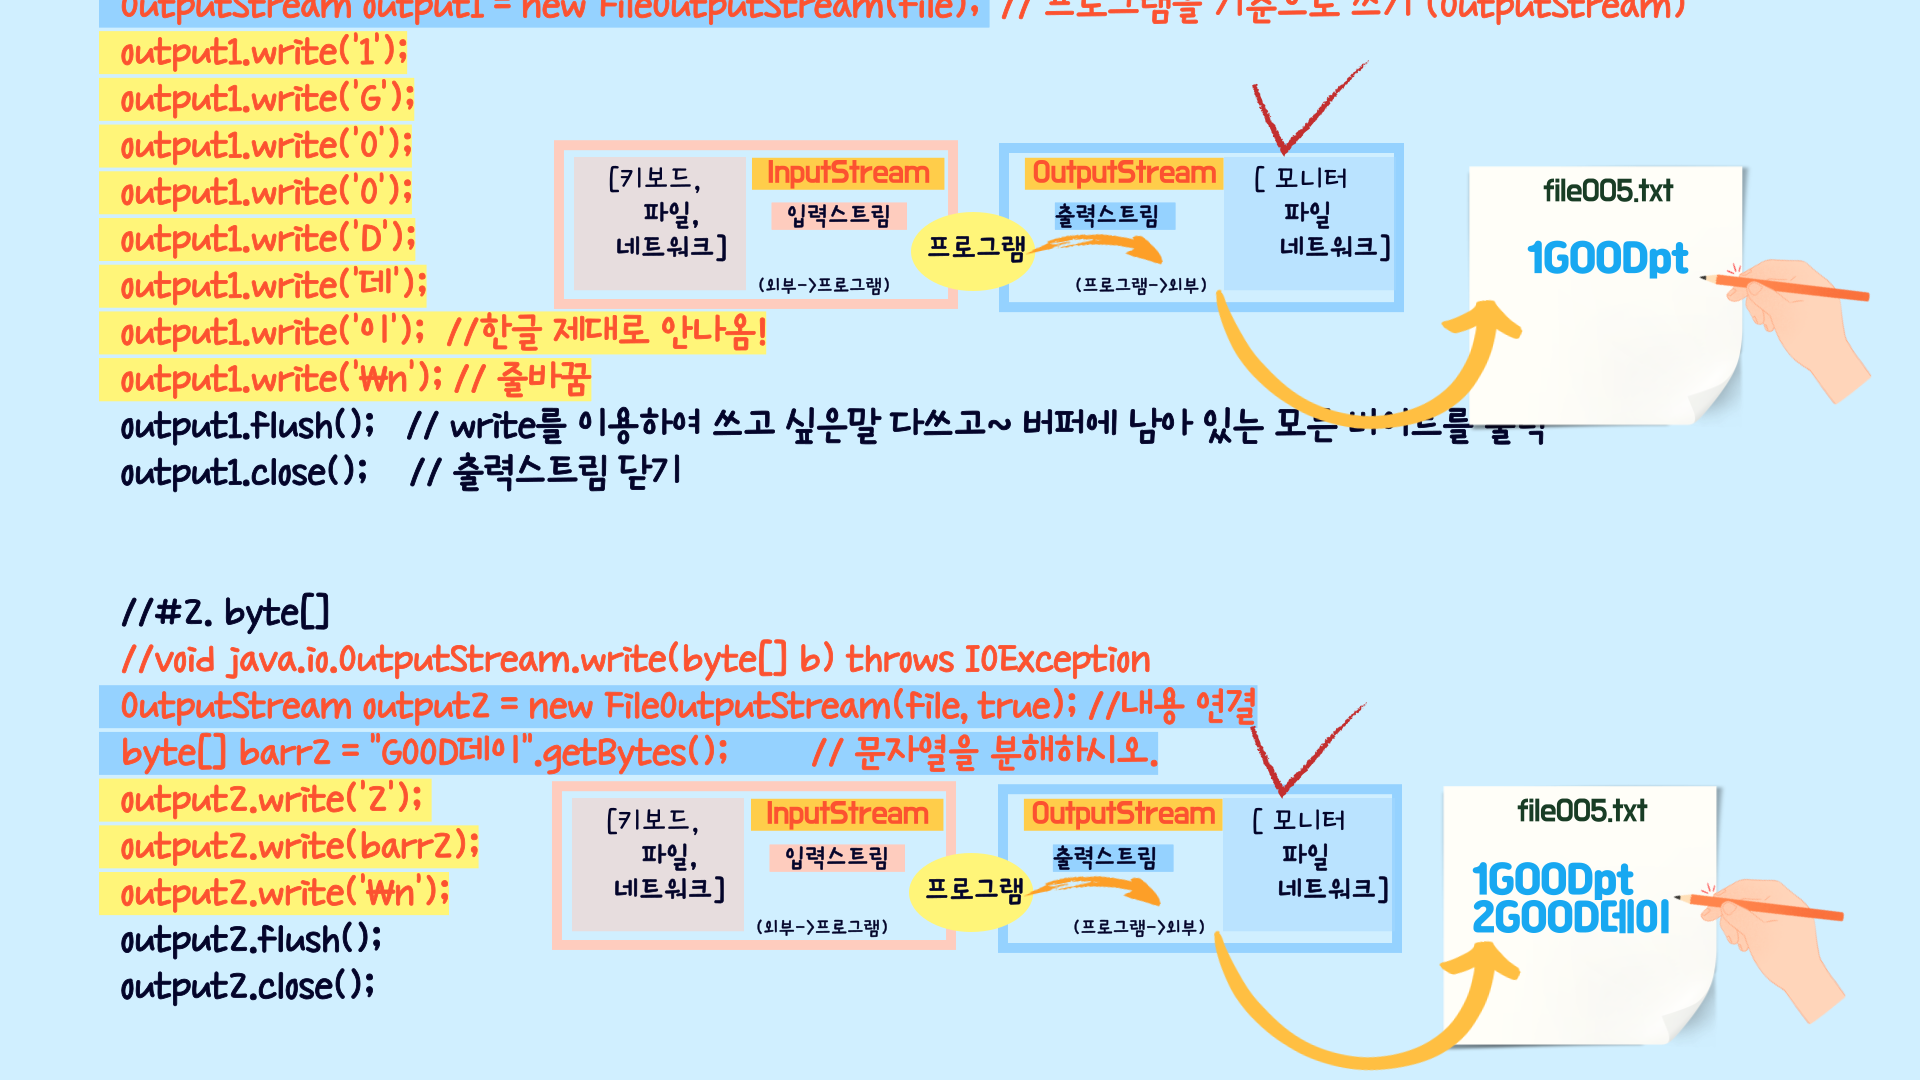 OutputStream output1 = new FileOutputStream(file); // 프로그램을 기준으로 쓰기 (OutputStream)
output1.write('1');
output1.write('G');
output1.write('O');
output1.write('O');
output1.write('D');
output1.write('데');
output1.write('이'); //한글 제대로 안나옴!
output1.write('₩n'); // 줄바꿈
output1.flush(); // write를 이용하여 쓰고 싶은말 다쓰고~ 버퍼에 남아 있는 모든 바이트를 출력
output1.close(); // 출력스트림 닫기
[키보드,
파일,
네트워크]
InputStream
입력스트림
(외부->프로그램)
프로그램
OutputStream
출력스트림
(프로그램->외부)
[ 모니터
파일
네트워크]
file005.txt
1GOODpt
//#2. byte[]
//void java.io.OutputStream.write(byte[] b) throws IOException
OutputStream output2 = new FileOutputStream(file, true); //내용 연결
byte[] barr2 = "GOOD데이".getBytes(); // 문자열을 분해하시오.
output2.write('2');
output2.write(barr2);
output2.write('₩n');
output2.flush();
output2.close();
[키보드,
파일,
네트워크]
InputStream
입력스트림
(외부->프로그램)
프로그램
OutputStream
출력스트림
(프로그램->외부)
[ 모니터
파일
네트워크]
file005.txt
1GOODpt
2GOOD데이